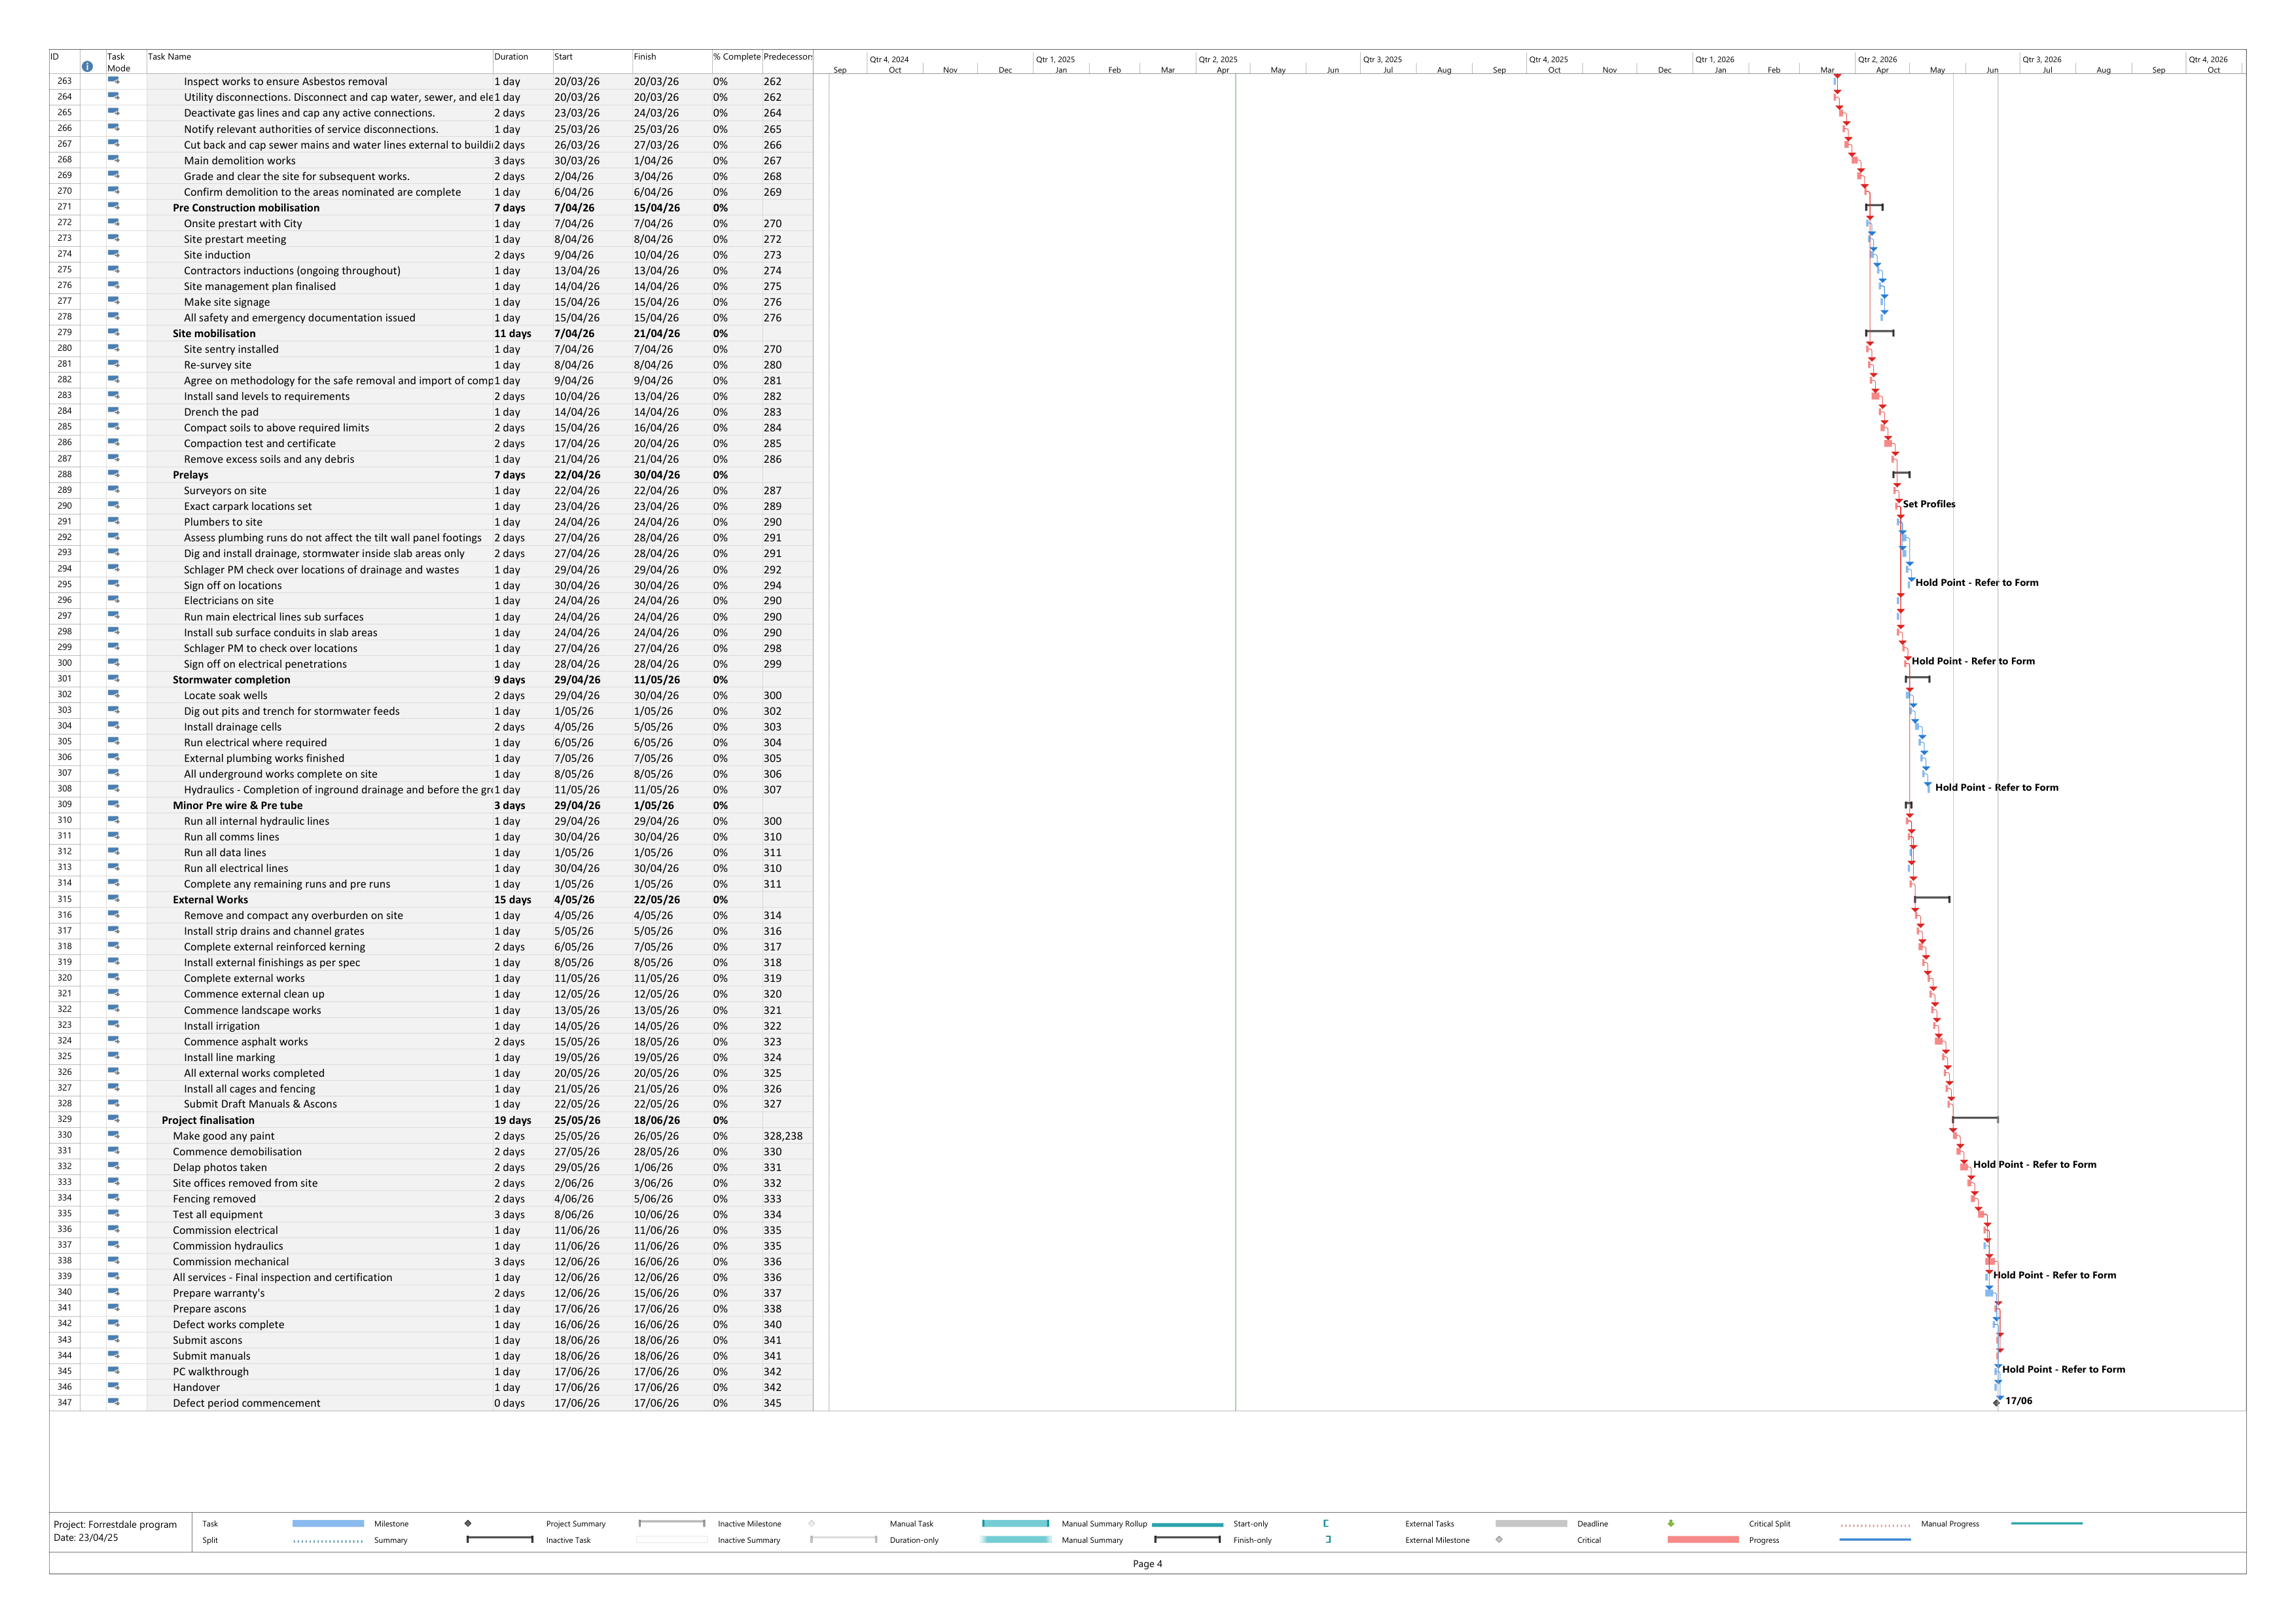 ID Task Mode Task Name Duration Start Finish % Complete Predecessors
Qtr 4, 2024 Qtr 1, 2025 Qtr 2, 2025 Qtr 3, 2025 Qtr 4, 2025 Qtr 1, 2026 Qtr 2, 2026 Qtr 3, 2026 Qtr 4, 2026
Sep Oct Nov Dec Jan Feb Mar Apr May Jun Jul Aug Sep Oct Nov Dec Jan Feb Mar Apr May Jun Jul Aug Sep Oct
263 Inspect works to ensure Asbestos removal 1 day 20/03/26 20/03/26 0% 262
264 Utility disconnections. Disconnect and cap water, sewer, and ele 1 day 20/03/26 20/03/26 0% 262
265 Deactivate gas lines and cap any active connections. 2 days 23/03/26 24/03/26 0% 264
266 Notify relevant authorities of service disconnections. 1 day 25/03/26 25/03/26 0% 265
267 Cut back and cap sewer mains and water lines external to buildi 2 days 26/03/26 27/03/26 0% 266
268 Main demolition works 3 days 30/03/26 1/04/26 0% 267
269 Grade and clear the site for subsequent works. 2 days 2/04/26 3/04/26 0% 268
270 Confirm demolition to the areas nominated are complete 1 day 6/04/26 6/04/26 0% 269
271 Pre Construction mobilisation 7 days 7/04/26 15/04/26 0%
272 Onsite prestart with City 1 day 7/04/26 7/04/26 0% 270
273 Site prestart meeting 1 day 8/04/26 8/04/26 0% 272
274 Site induction 2 days 9/04/26 10/04/26 0% 273
275 Contractors inductions (ongoing throughout) 1 day 13/04/26 13/04/26 0% 274
276 Site management plan finalised 1 day 14/04/26 14/04/26 0% 275
277 Make site signage 1 day 15/04/26 15/04/26 0% 276
278 All safety and emergency documentation issued 1 day 15/04/26 15/04/26 0% 276
279 Site mobilisation 11 days 7/04/26 21/04/26 0%
280 Site sentry installed 1 day 7/04/26 7/04/26 0% 270
281 Re-survey site 1 day 8/04/26 8/04/26 0% 280
282 Agree on methodology for the safe removal and import of comp 1 day 9/04/26 9/04/26 0% 281
283 Install sand levels to requirements 2 days 10/04/26 13/04/26 0% 282
284 Drench the pad 1 day 14/04/26 14/04/26 0% 283
285 Compact soils to above required limits 2 days 15/04/26 16/04/26 0% 284
286 Compaction test and certificate 2 days 17/04/26 20/04/26 0% 285
287 Remove excess soils and any debris 1 day 21/04/26 21/04/26 0% 286
288 Prelays 7 days 22/04/26 30/04/26 0%
289 Surveyors on site 1 day 22/04/26 22/04/26 0% 287
290 Exact carpark locations set 1 day 23/04/26 23/04/26 0% 289 Set Profiles
291 Plumbers to site 1 day 24/04/26 24/04/26 0% 290
292 Assess plumbing runs do not affect the tilt wall panel footings 2 days 27/04/26 28/04/26 0% 291
293 Dig and install drainage, stormwater inside slab areas only 2 days 27/04/26 28/04/26 0% 291
294 Schlager PM check over locations of drainage and wastes 1 day 29/04/26 29/04/26 0% 292
295 Sign off on locations 1 day 30/04/26 30/04/26 0% 294 Hold Point - Refer to Form
296 Electricians on site 1 day 24/04/26 24/04/26 0% 290
297 Run main electrical lines sub surfaces 1 day 24/04/26 24/04/26 0% 290
298 Install sub surface conduits in slab areas 1 day 24/04/26 24/04/26 0% 290
299 Schlager PM to check over locations 1 day 27/04/26 27/04/26 0% 298
300 Sign off on electrical penetrations 1 day 28/04/26 28/04/26 0% 299 Hold Point - Refer to Form
301 Stormwater completion 9 days 29/04/26 11/05/26 0%
302 Locate soak wells 2 days 29/04/26 30/04/26 0% 300
303 Dig out pits and trench for stormwater feeds 1 day 1/05/26 1/05/26 0% 302
304 Install drainage cells 2 days 4/05/26 5/05/26 0% 303
305 Run electrical where required 1 day 6/05/26 6/05/26 0% 304
306 External plumbing works finished 1 day 7/05/26 7/05/26 0% 305
307 All underground works complete on site 1 day 8/05/26 8/05/26 0% 306
308 Hydraulics - Completion of inground drainage and before the gro 1 day 11/05/26 11/05/26 0% 307 Hold Point - Refer to Form
309 Minor Pre wire & Pre tube 3 days 29/04/26 1/05/26 0%
310 Run all internal hydraulic lines 1 day 29/04/26 29/04/26 0% 300
311 Run all comms lines 1 day 30/04/26 30/04/26 0% 310
312 Run all data lines 1 day 1/05/26 1/05/26 0% 311
313 Run all electrical lines 1 day 30/04/26 30/04/26 0% 310
314 Complete any remaining runs and pre runs 1 day 1/05/26 1/05/26 0% 311
315 External Works 15 days 4/05/26 22/05/26 0%
316 Remove and compact any overburden on site 1 day 4/05/26 4/05/26 0% 314
317 Install strip drains and channel grates 1 day 5/05/26 5/05/26 0% 316
318 Complete external reinforced kerning 2 days 6/05/26 7/05/26 0% 317
319 Install external finishings as per spec 1 day 8/05/26 8/05/26 0% 318
320 Complete external works 1 day 11/05/26 11/05/26 0% 319
321 Commence external clean up 1 day 12/05/26 12/05/26 0% 320
322 Commence landscape works 1 day 13/05/26 13/05/26 0% 321
323 Install irrigation 1 day 14/05/26 14/05/26 0% 322
324 Commence asphalt works 2 days 15/05/26 18/05/26 0% 323
325 Install line marking 1 day 19/05/26 19/05/26 0% 324
326 All external works completed 1 day 20/05/26 20/05/26 0% 325
327 Install all cages and fencing 1 day 21/05/26 21/05/26 0% 326
328 Submit Draft Manuals & Ascons 1 day 22/05/26 22/05/26 0% 327
329 Project finalisation 19 days 25/05/26 18/06/26 0%
330 Make good any paint 2 days 25/05/26 26/05/26 0% 328,238
331 Commence demobilisation 2 days 27/05/26 28/05/26 0% 330
332 Delap photos taken 2 days 29/05/26 1/06/26 0% 331 Hold Point - Refer to Form
333 Site offices removed from site 2 days 2/06/26 3/06/26 0% 332
334 Fencing removed 2 days 4/06/26 5/06/26 0% 333
335 Test all equipment 3 days 8/06/26 10/06/26 0% 334
336 Commission electrical 1 day 11/06/26 11/06/26 0% 335
337 Commission hydraulics 1 day 11/06/26 11/06/26 0% 335
338 Commission mechanical 3 days 12/06/26 16/06/26 0% 336
339 All services - Final inspection and certification 1 day 12/06/26 12/06/26 0% 336 Hold Point - Refer to Form
340 Prepare warranty's 2 days 12/06/26 15/06/26 0% 337
341 Prepare ascons 1 day 17/06/26 17/06/26 0% 338
342 Defect works complete 1 day 16/06/26 16/06/26 0% 340
343 Submit ascons 1 day 18/06/26 18/06/26 0% 341
344 Submit manuals 1 day 18/06/26 18/06/26 0% 341
345 PC walkthrough 1 day 17/06/26 17/06/26 0% 342 Hold Point - Refer to Form
346 Handover 1 day 17/06/26 17/06/26 0% 342
347 Defect period commencement 0 days 17/06/26 17/06/26 0% 345 17/06
Project: Forrestdale program
Date: 23/04/25
Task Milestone Project Summary Inactive Milestone Manual Task Manual Summary Rollup Start-only External Tasks Deadline Critical Split Manual Progress
Split Summary Inactive Task Inactive Summary Duration-only Manual Summary Finish-only External Milestone Critical Progress
Page 4